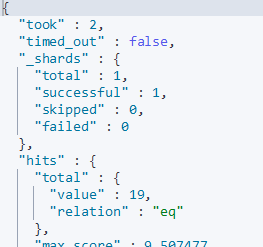 {
"took" : 2,
"timed_out" : false,
"_shards" : {
"total" : 1,
"successful" : 1,
"skipped" : 0,
"failed" : 0
},
"hits" : {
"total" : {
"value" : 19,
"relation" : "eq"
},
"max_score" : 9.507477